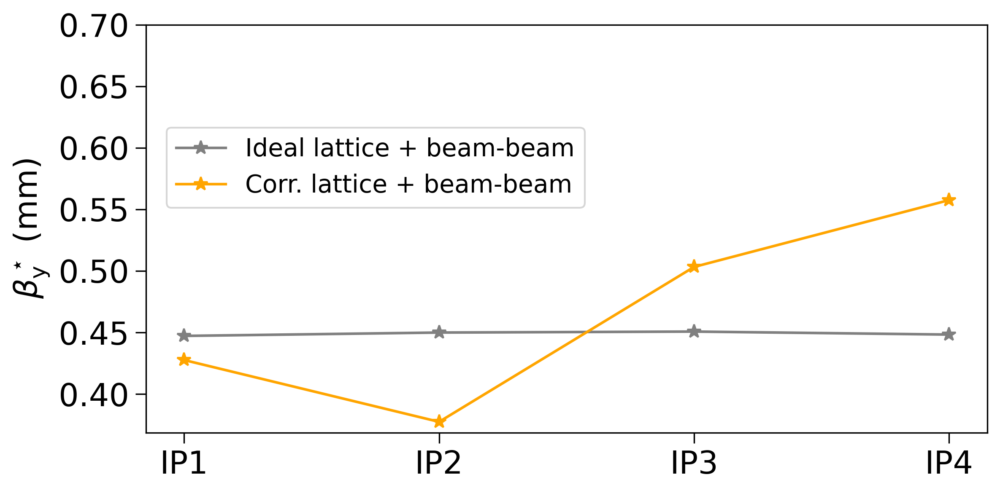 0.70
0.65
0.60
0.55
0.50
0.45
0.40
β_y^⋆ (mm)
Ideal lattice + beam-beam
Corr. lattice + beam-beam
IP1 IP2 IP3 IP4